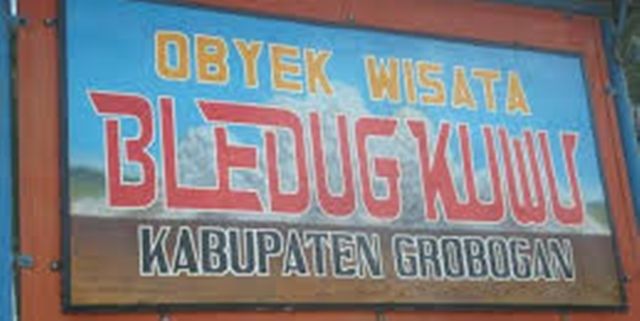 OBYEK WISATA
BLEDUG KUWU
KABUPATEN GROBOGAN